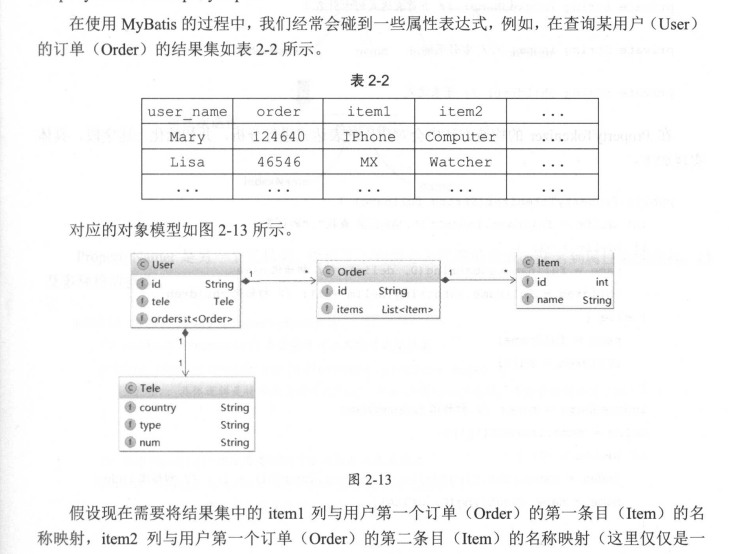 在使用 MyBatis 的过程中，我们经常会碰到一些属性表达式，例如，在查询某用户（User）
的订单（Order）的结果集如表 2-2 所示。
表 2-2
user_name order item1 item2 ...
Mary 124640 IPhone Computer ...
Lisa 46546 MX Watcher ...
... ... ... ... ...
对应的对象模型如图 2-13 所示。
C User
f id String
f tele Tele
f orders st<Order>
1 *
C Order
f id String
f items List<Item>
1 *
C Item
f id int
f name String
1
1
C Tele
f country String
f type String
f num String
图 2-13
假设现在需要将结果集中的 item1 列与用户第一个订单（Order）的第一条目（Item）的名
称映射，item2 列与用户第一个订单（Order）的第二条目（Item）的名称映射（这里仅仅是一